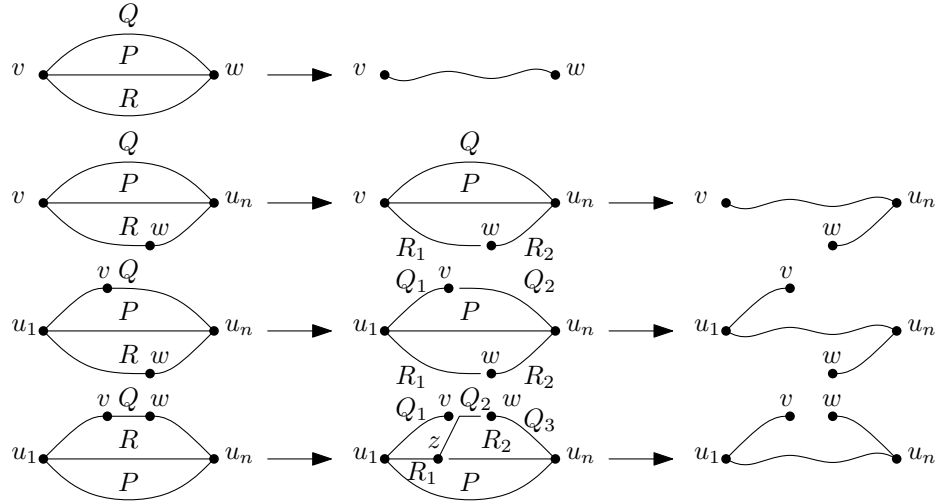 Q
v P w v w
R
Q Q
v P u_n v P u_n v u_n
R w w w
R_1 R_2
v Q Q_1 v Q_2 v
u_1 P u_n u_1 P u_n u_1 u_n
R w w w
R_1 R_2
v Q w Q_1 v Q_2 w Q_3 v w
u_1 R u_n u_1 z R_2 u_n u_1 u_n
P R_1 P